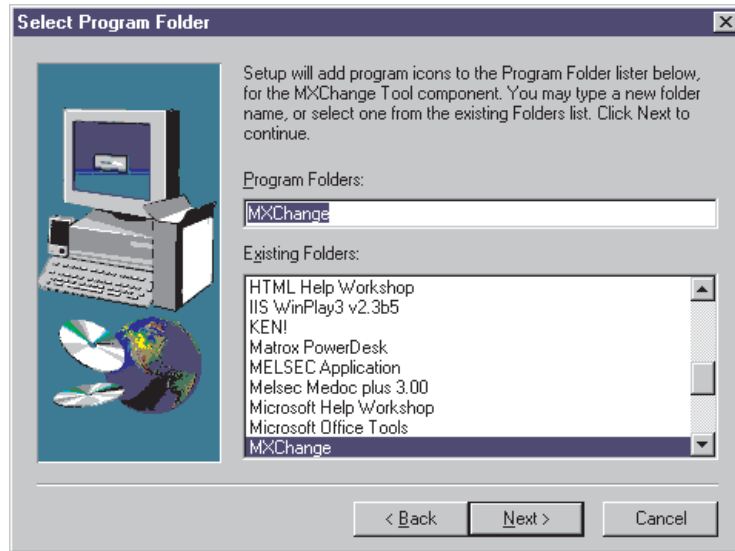 Select Program Folder
Setup will add program icons to the Program Folder lister below,
for the MXChange Tool component. You may type a new folder
name, or select one from the existing Folders list. Click Next to
continue.
Program Folders:
MXChange
Existing Folders:
HTML Help Workshop
IIS WinPlay3 v2.3b5
KEN!
Matrox PowerDesk
MELSEC Application
Melsec Medoc plus 3.00
Microsoft Help Workshop
Microsoft Office Tools
MXChange
< Back
Next >
Cancel